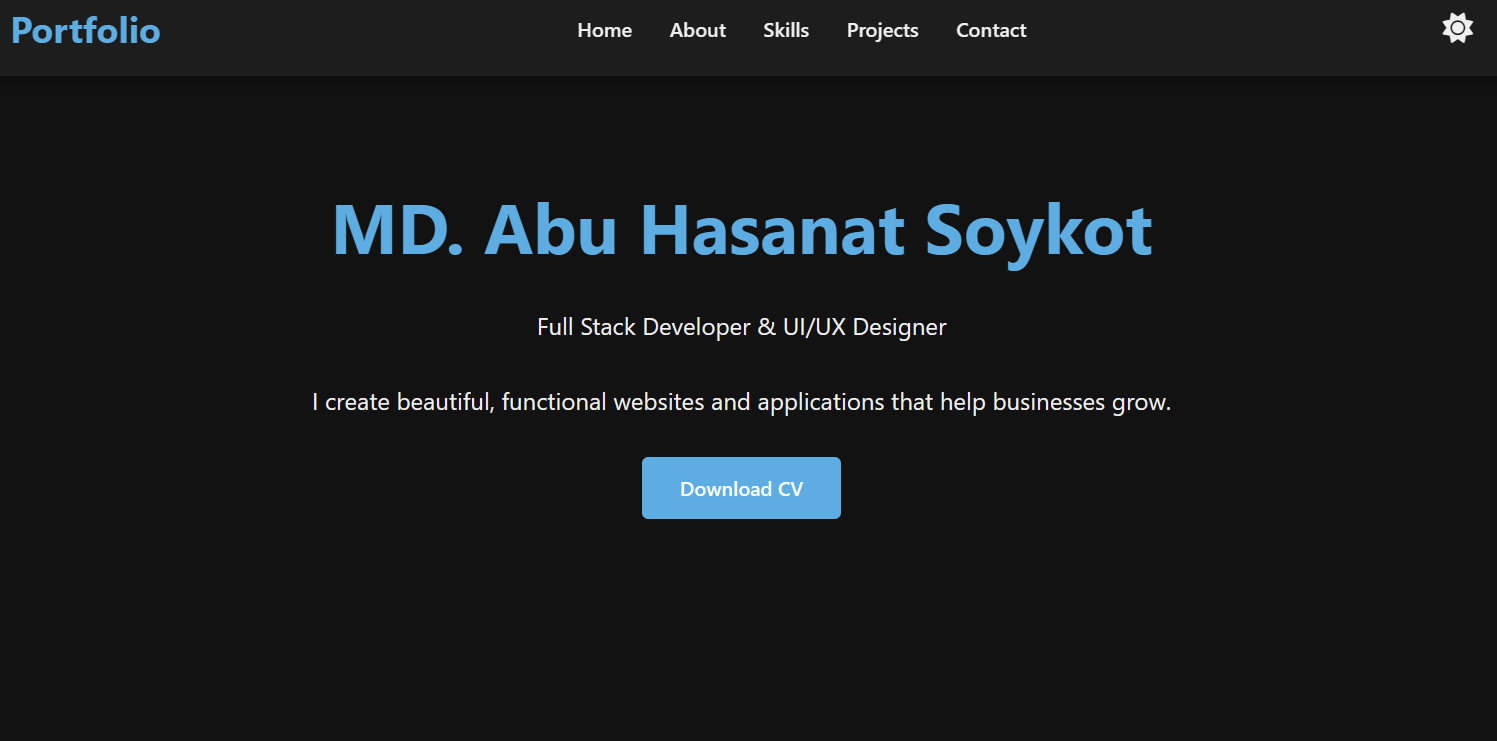 Portfolio
Home About Skills Projects Contact
MD. Abu Hasanat Soykot
Full Stack Developer & UI/UX Designer
I create beautiful, functional websites and applications that help businesses grow.
Download CV